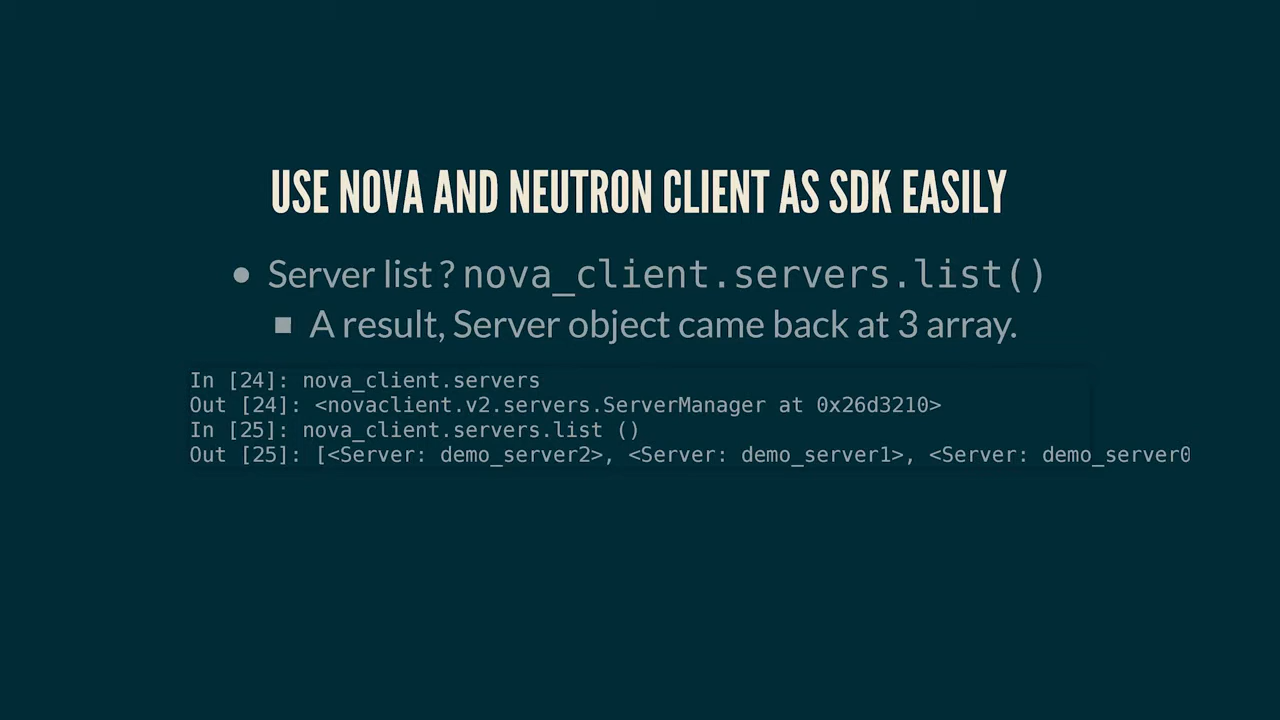 USE NOVA AND NEUTRON CLIENT AS SDK EASILY
• Server list ? nova_client.servers.list()
■ A result, Server object came back at 3 array.
In [24]: nova_client.servers
Out [24]: <novaclient.v2.servers.ServerManager at 0x26d3210>
In [25]: nova_client.servers.list ()
Out [25]: [<Server: demo_server2>, <Server: demo_server1>, <Server: demo_server0